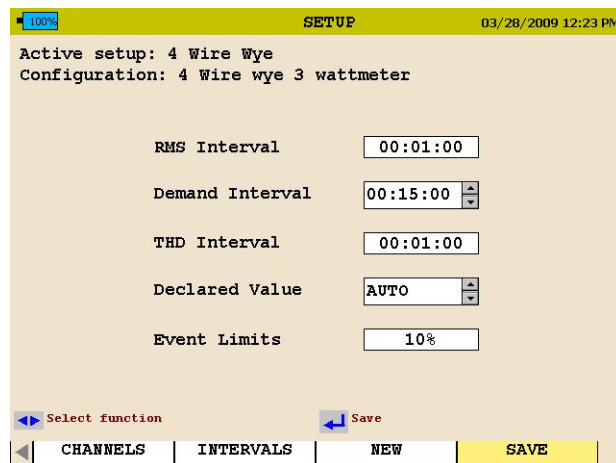 100% SETUP 03/28/2009 12:23 PM
Active setup: 4 Wire Wye
Configuration: 4 Wire wye 3 wattmeter
RMS Interval 00:01:00
Demand Interval 00:15:00
THD Interval 00:01:00
Declared Value AUTO
Event Limits 10%
Select function Save
CHANNELS INTERVALS NEW SAVE